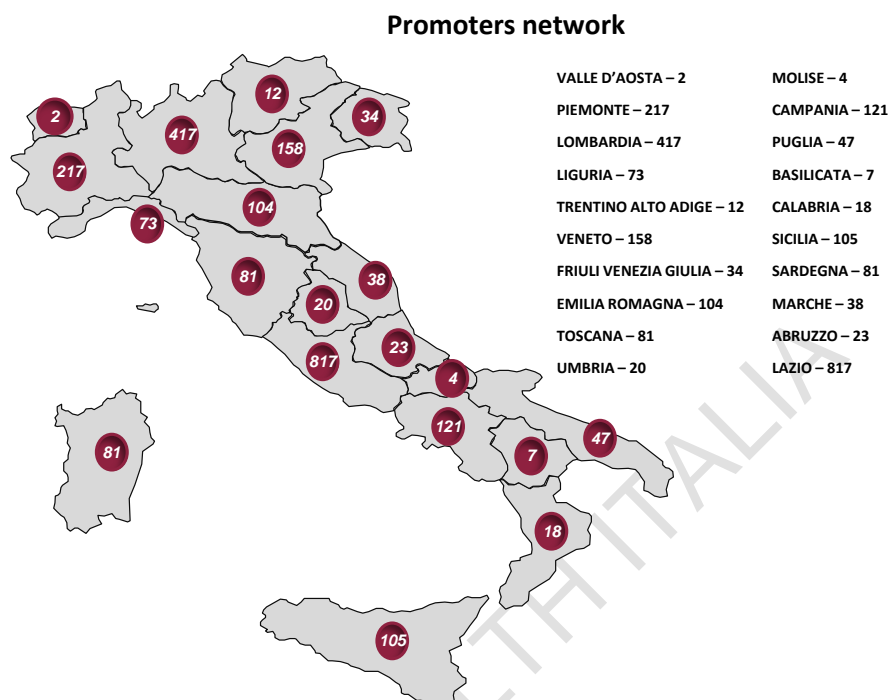 Promoters network
VALLE D'AOSTA – 2
PIEMONTE – 217
LOMBARDIA – 417
LIGURIA – 73
TRENTINO ALTO ADIGE – 12
VENETO – 158
FRIULI VENEZIA GIULIA – 34
EMILIA ROMAGNA – 104
TOSCANA – 81
UMBRIA – 20
MOLISE – 4
CAMPANIA – 121
PUGLIA – 47
BASILICATA – 7
CALABRIA – 18
SICILIA – 105
SARDEGNA – 81
MARCHE – 38
ABRUZZO – 23
LAZIO – 817
12
2
34
417
158
217
104
73
81
38
20
23
817
4
121
47
81
7
18
105
TH ITALIA